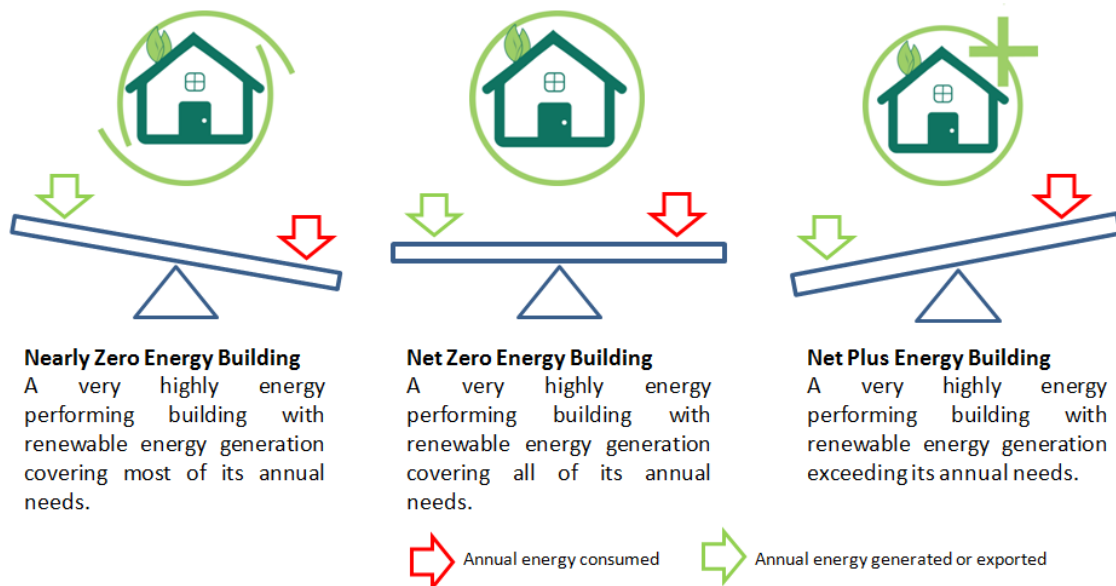 Nearly Zero Energy Building
A very highly energy
performing building with
renewable energy generation
covering most of its annual
needs.
Net Zero Energy Building
A very highly energy
performing building with
renewable energy generation
covering all of its annual
needs.
Net Plus Energy Building
A very highly energy
performing building with
renewable energy generation
exceeding its annual needs.
Annual energy consumed
Annual energy generated or exported